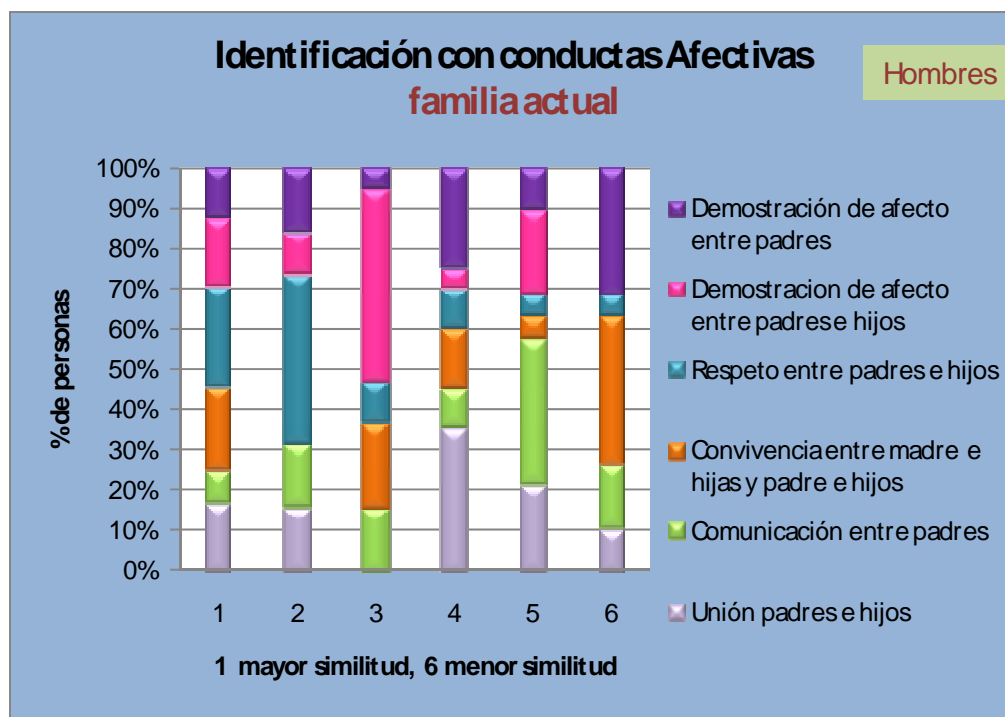 Identificación con conductas Afectivas
familia actual
Hombres
100%
90%
80%
70%
60%
50%
40%
30%
20%
10%
0%
% de personas
1 2 3 4 5 6
1 mayor similitud, 6 menor similitud
Demostración de afecto
entre padres
Demostracion de afecto
entre padres e hijos
Respeto entre padres e hijos
Convivencia entre madre e
hijas y padre e hijos
Comunicación entre padres
Unión padres e hijos